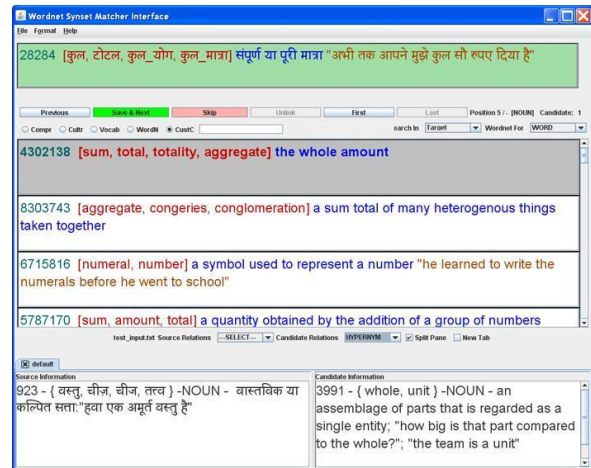 Wordnet Synset Matcher Interface
File Format Help
28284 [कुल, टोटल, कुल_योग, कुल_मात्रा] संपूर्ण या पूरी मात्रा "अभी तक आपने मुझे कुल सौ रुपए दिया है"
Previous Save & Next Skip Unlink First Last Position 5 /- [NOUN] Candidate: 1
Compr Cultr Vocab WordN CustC earch In Target Wordnet For WORD
4302138 [sum, total, totality, aggregate] the whole amount
8303743 [aggregate, congeries, conglomeration] a sum total of many heterogenous things
taken together
6715816 [numeral, number] a symbol used to represent a number "he learned to write the
numerals before he went to school"
5787170 [sum, amount, total] a quantity obtained by the addition of a group of numbers
test_input.txt Source Relations ---SELECT--- Candidate Relations HYPERNYM Split Pane New Tab
default
Source Information
923 - { वस्तु, चीज़, चीज, तत्त्व } -NOUN - वास्तविक या
कल्पित सत्ता:"हवा एक अमूर्त वस्तु है"
Candidate Information
3991 - { whole, unit } -NOUN - an
assemblage of parts that is regarded as a
single entity; "how big is that part compared
to the whole?"; "the team is a unit"